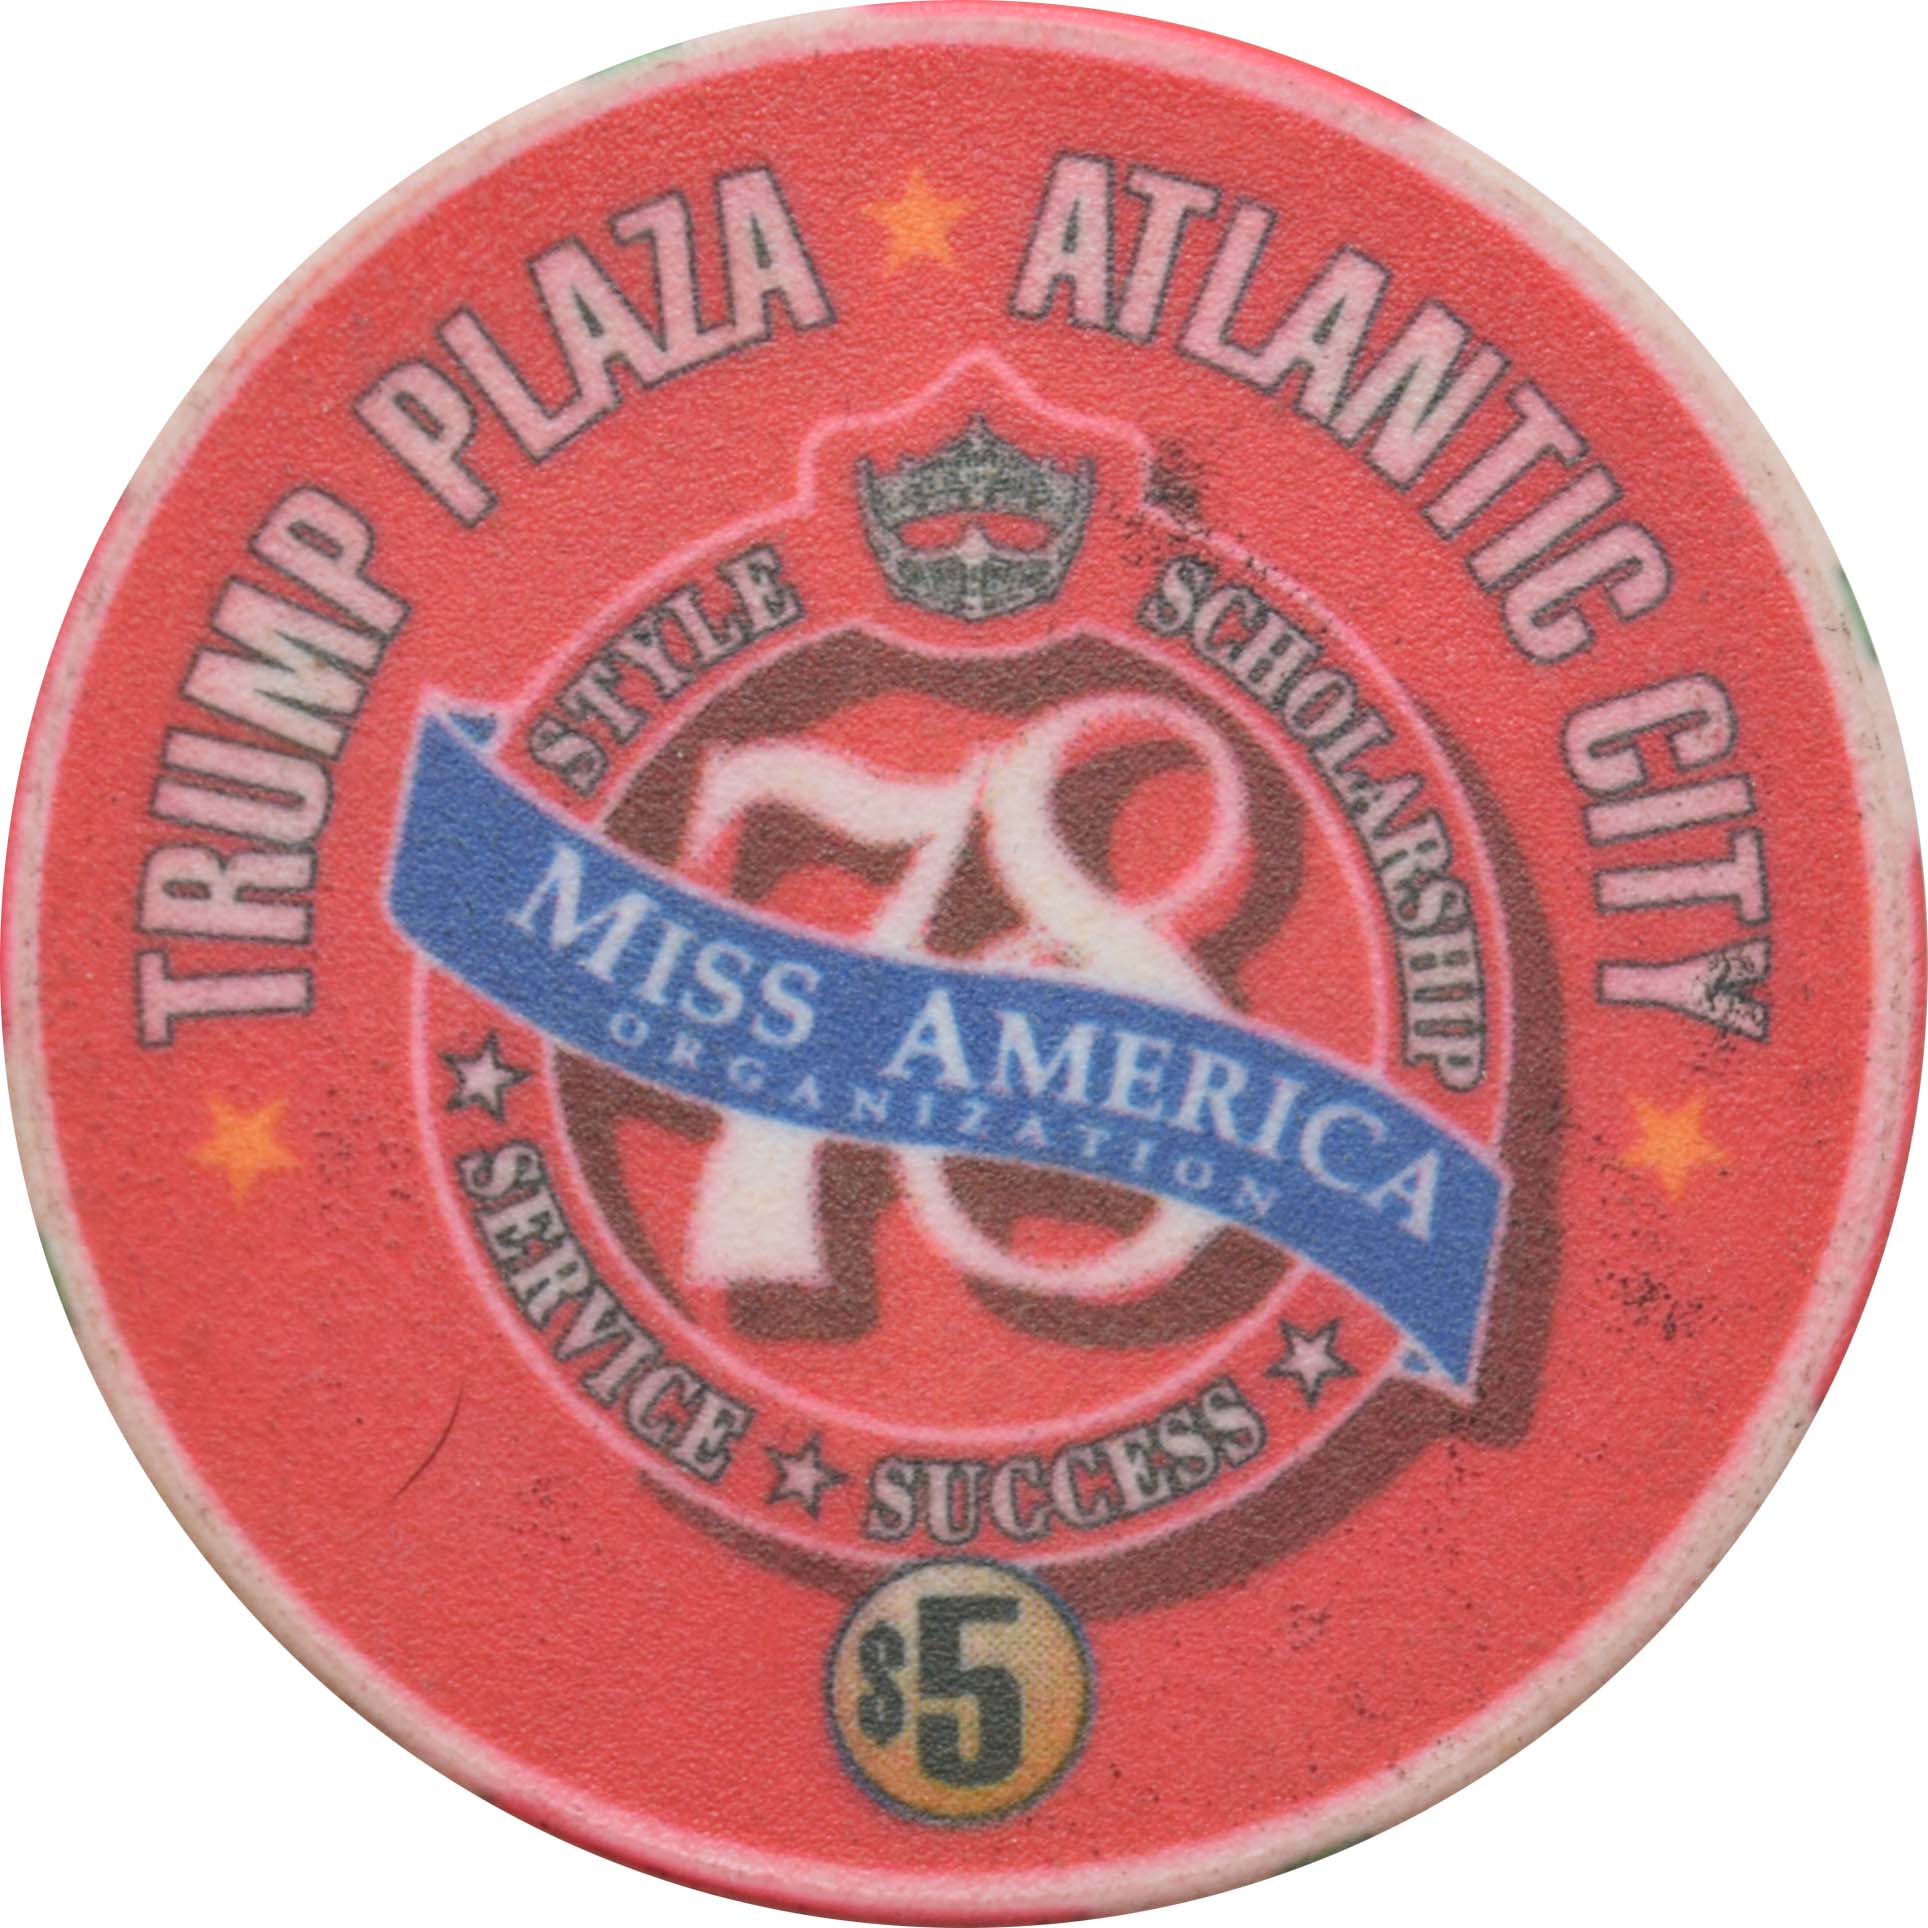 TRUMP PLAZA ★ ATLANTIC CITY
STYLE
SCHOLARSHIP
78
MISS AMERICA
ORGANIZATION
★ SERVICE ★ SUCCESS ★
$5